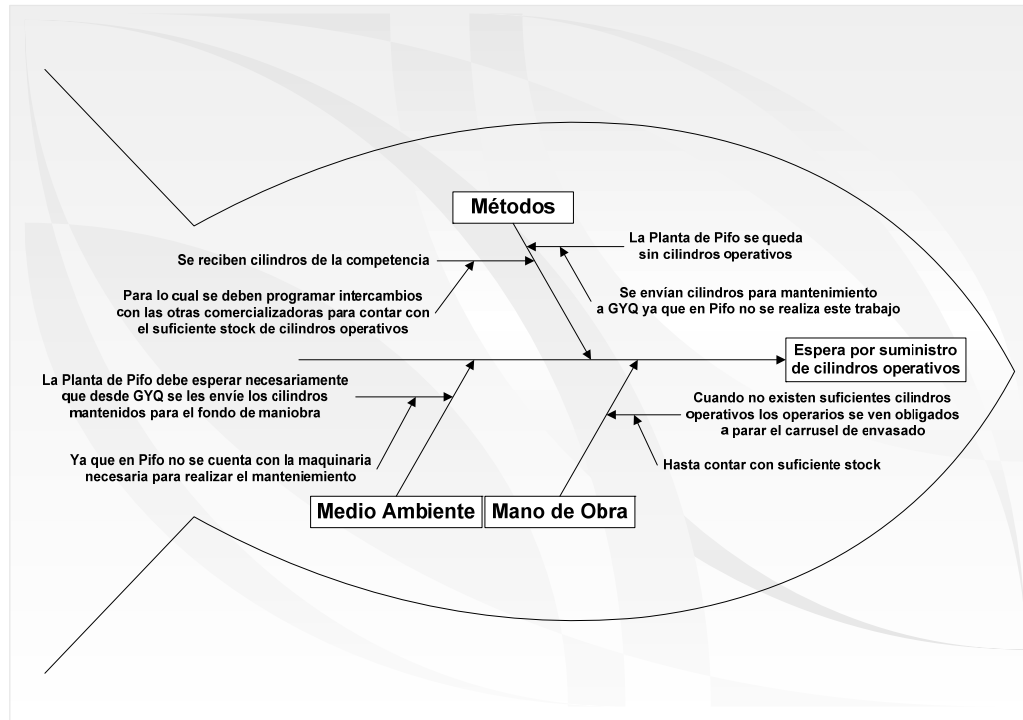 Métodos
La Planta de Pifo se queda
sin cilindros operativos
Se reciben cilindros de la competencia
Para lo cual se deben programar intercambios
con las otras comercializadoras para contar con
el suficiente stock de cilindros operativos
Se envían cilindros para mantenimiento
a GYQ ya que en Pifo no se realiza este trabajo
Espera por suministro
de cilindros operativos
La Planta de Pifo debe esperar necesariamente
que desde GYQ se les envíe los cilindros
mantenidos para el fondo de maniobra
Cuando no existen suficientes cilindros
operativos los operarios se ven obligados
a parar el carrusel de envasado
Ya que en Pifo no se cuenta con la maquinaria
necesaria para realizar el manteniemiento
Hasta contar con suficiente stock
Medio Ambiente
Mano de Obra